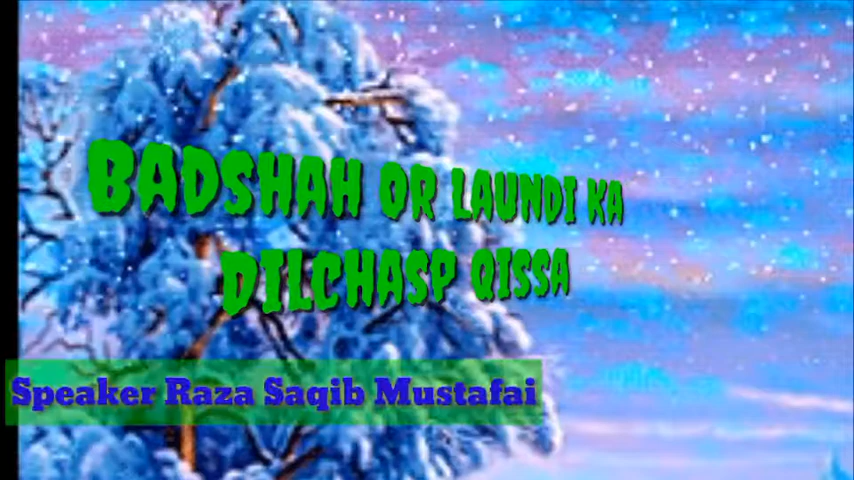 BADSHAH OR LAUNDI KA
DILCHASP QISSA
Speaker Raza Saqib Mustafai